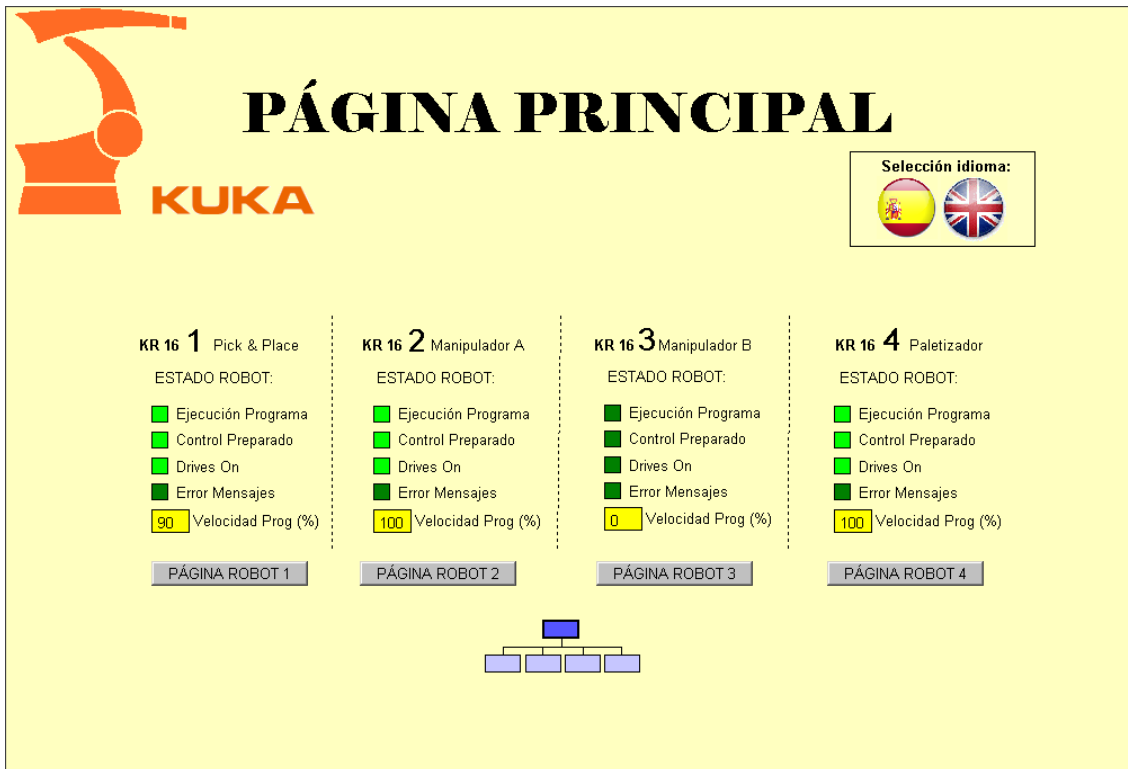 PÁGINA PRINCIPAL
KUKA
Selección idioma:
KR 16 1 Pick & Place
ESTADO ROBOT:
Ejecución Programa
Control Preparado
Drives On
Error Mensajes
90 Velocidad Prog (%)
PÁGINA ROBOT 1
KR 16 2 Manipulador A
ESTADO ROBOT:
Ejecución Programa
Control Preparado
Drives On
Error Mensajes
100 Velocidad Prog (%)
PÁGINA ROBOT 2
KR 16 3 Manipulador B
ESTADO ROBOT:
Ejecución Programa
Control Preparado
Drives On
Error Mensajes
0 Velocidad Prog (%)
PÁGINA ROBOT 3
KR 16 4 Paletizador
ESTADO ROBOT:
Ejecución Programa
Control Preparado
Drives On
Error Mensajes
100 Velocidad Prog (%)
PÁGINA ROBOT 4